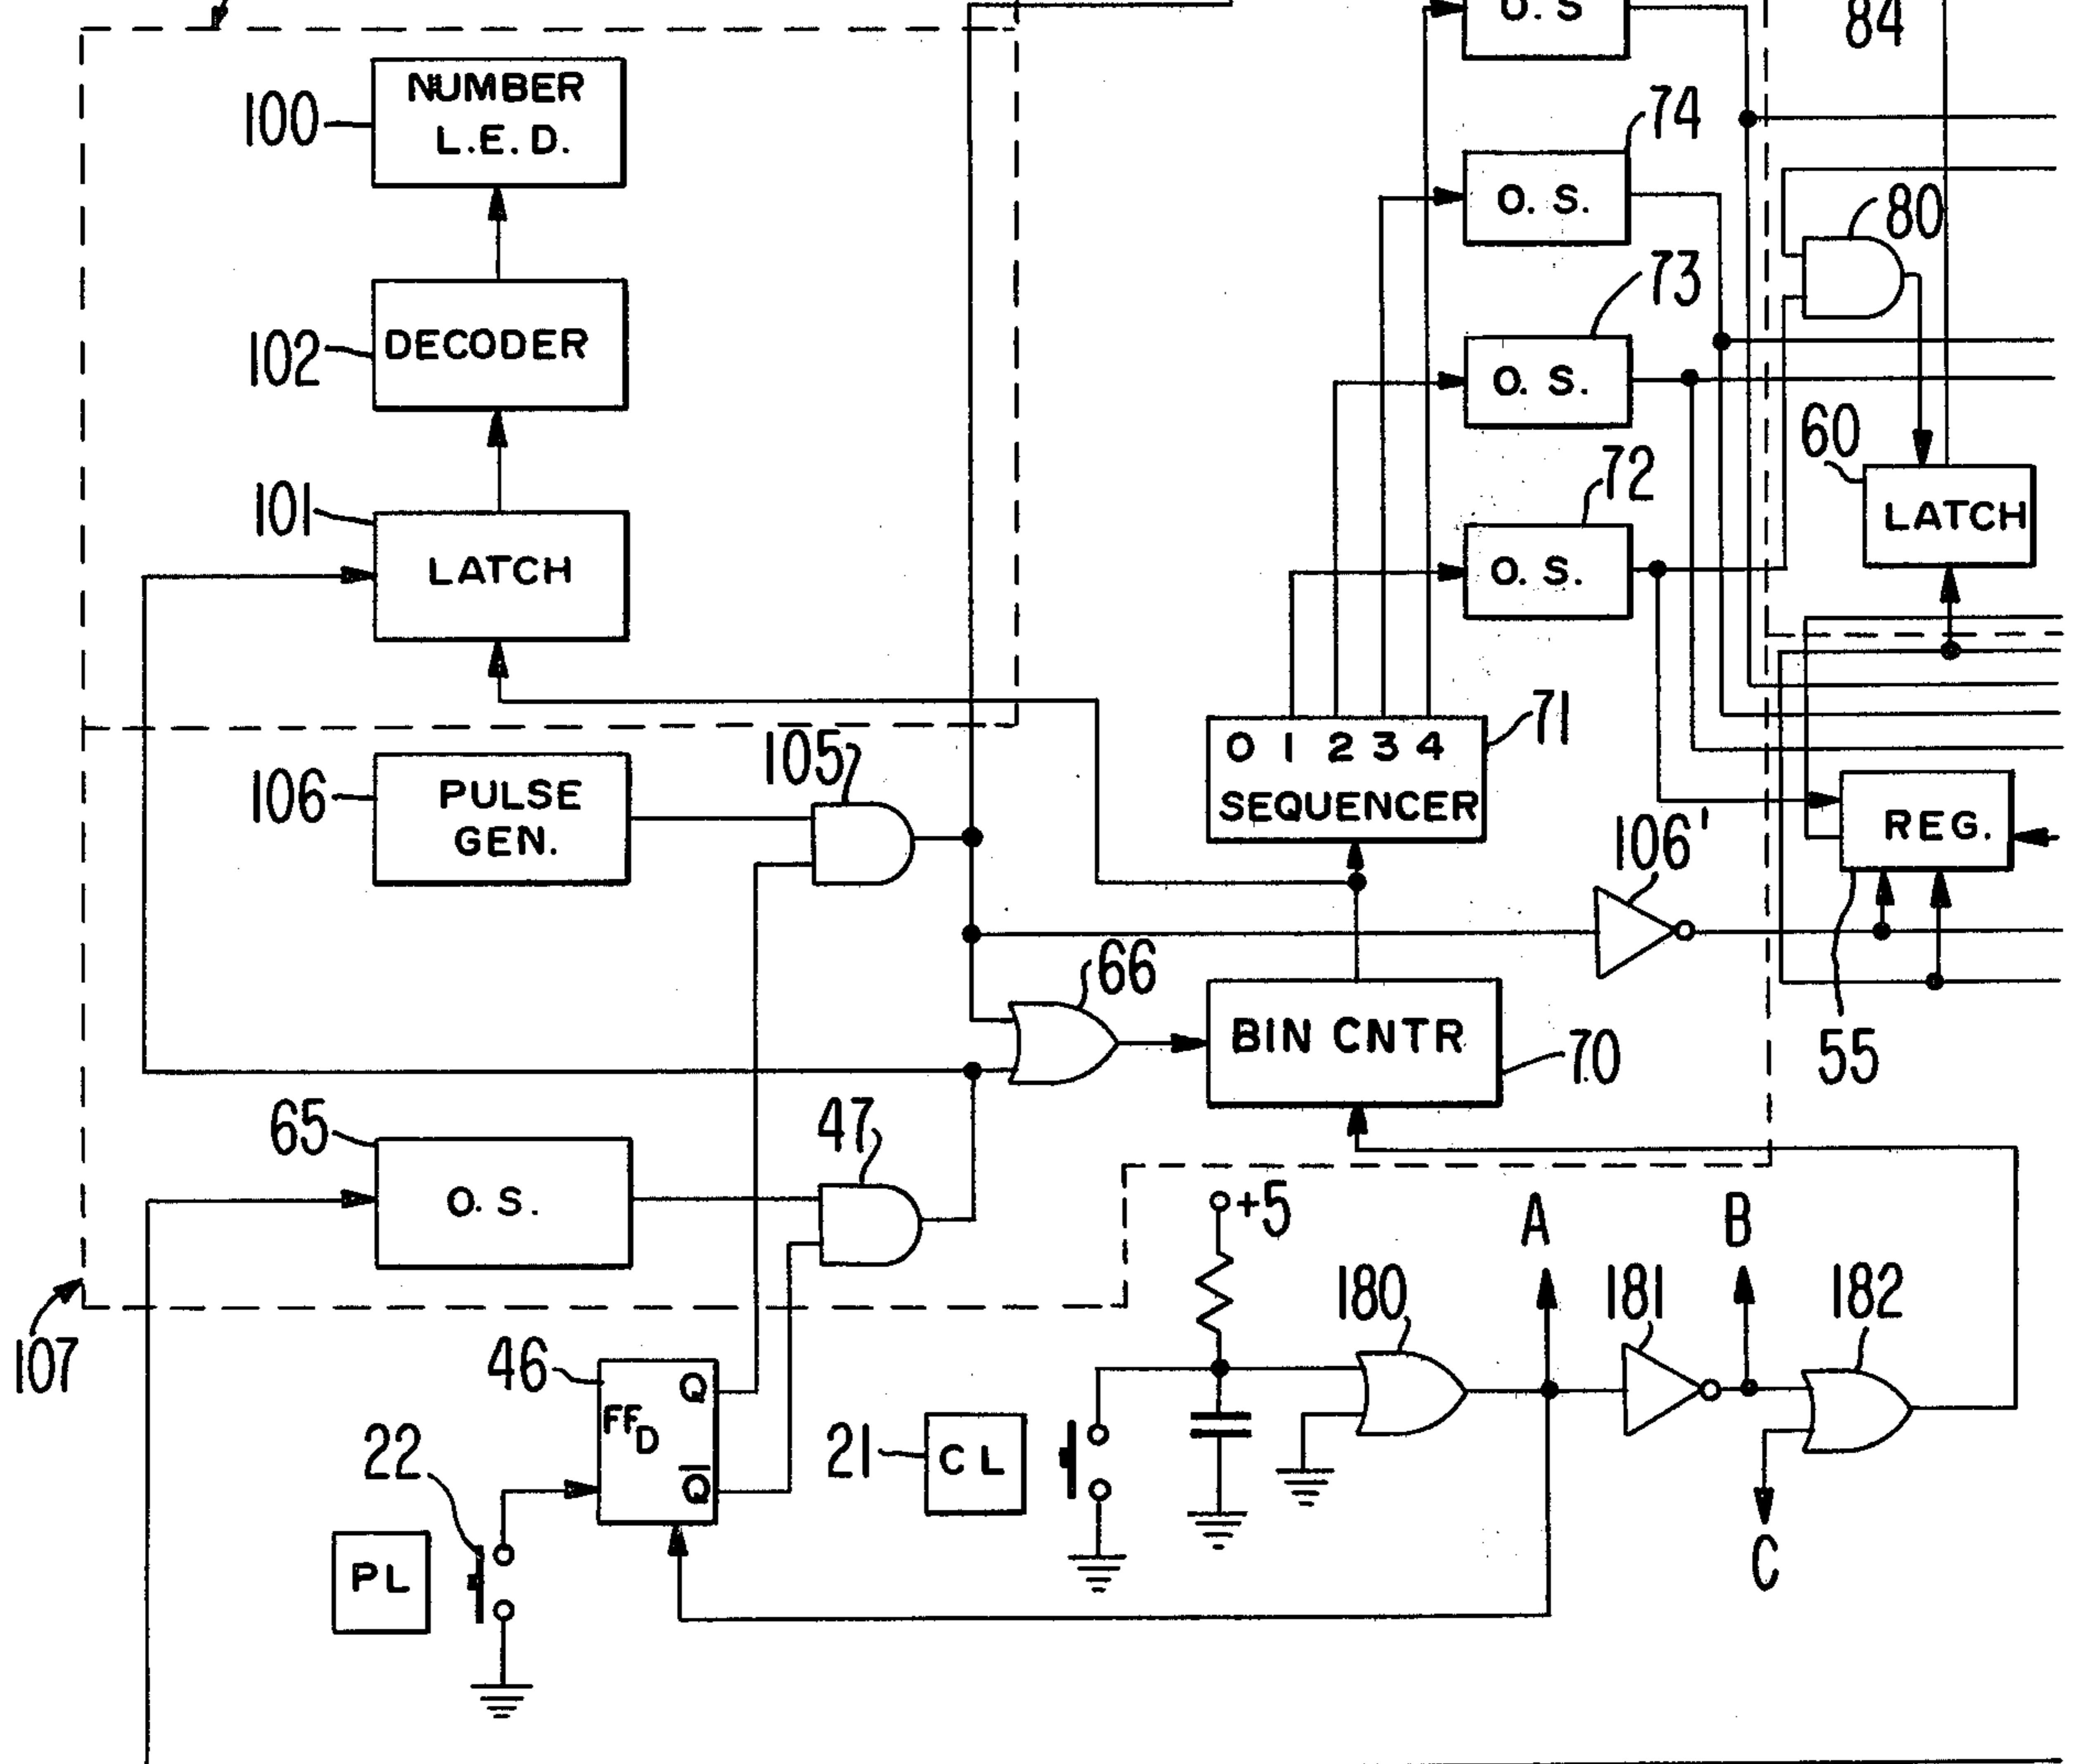 O. S
84
NUMBER
L.E.D.
100
74
O. S.
80
73
DECODER
102
O. S.
60
72
101
LATCH
LATCH
O. S.
71
0 1 2 3 4
SEQUENCER
105
106
PULSE
GEN.
106'
REG.
66
BIN CNTR
70
55
65
47
O. S.
+5
A
B
180
181
182
107
46
Q
FFD
Q̅
22
21
CL
PL
C